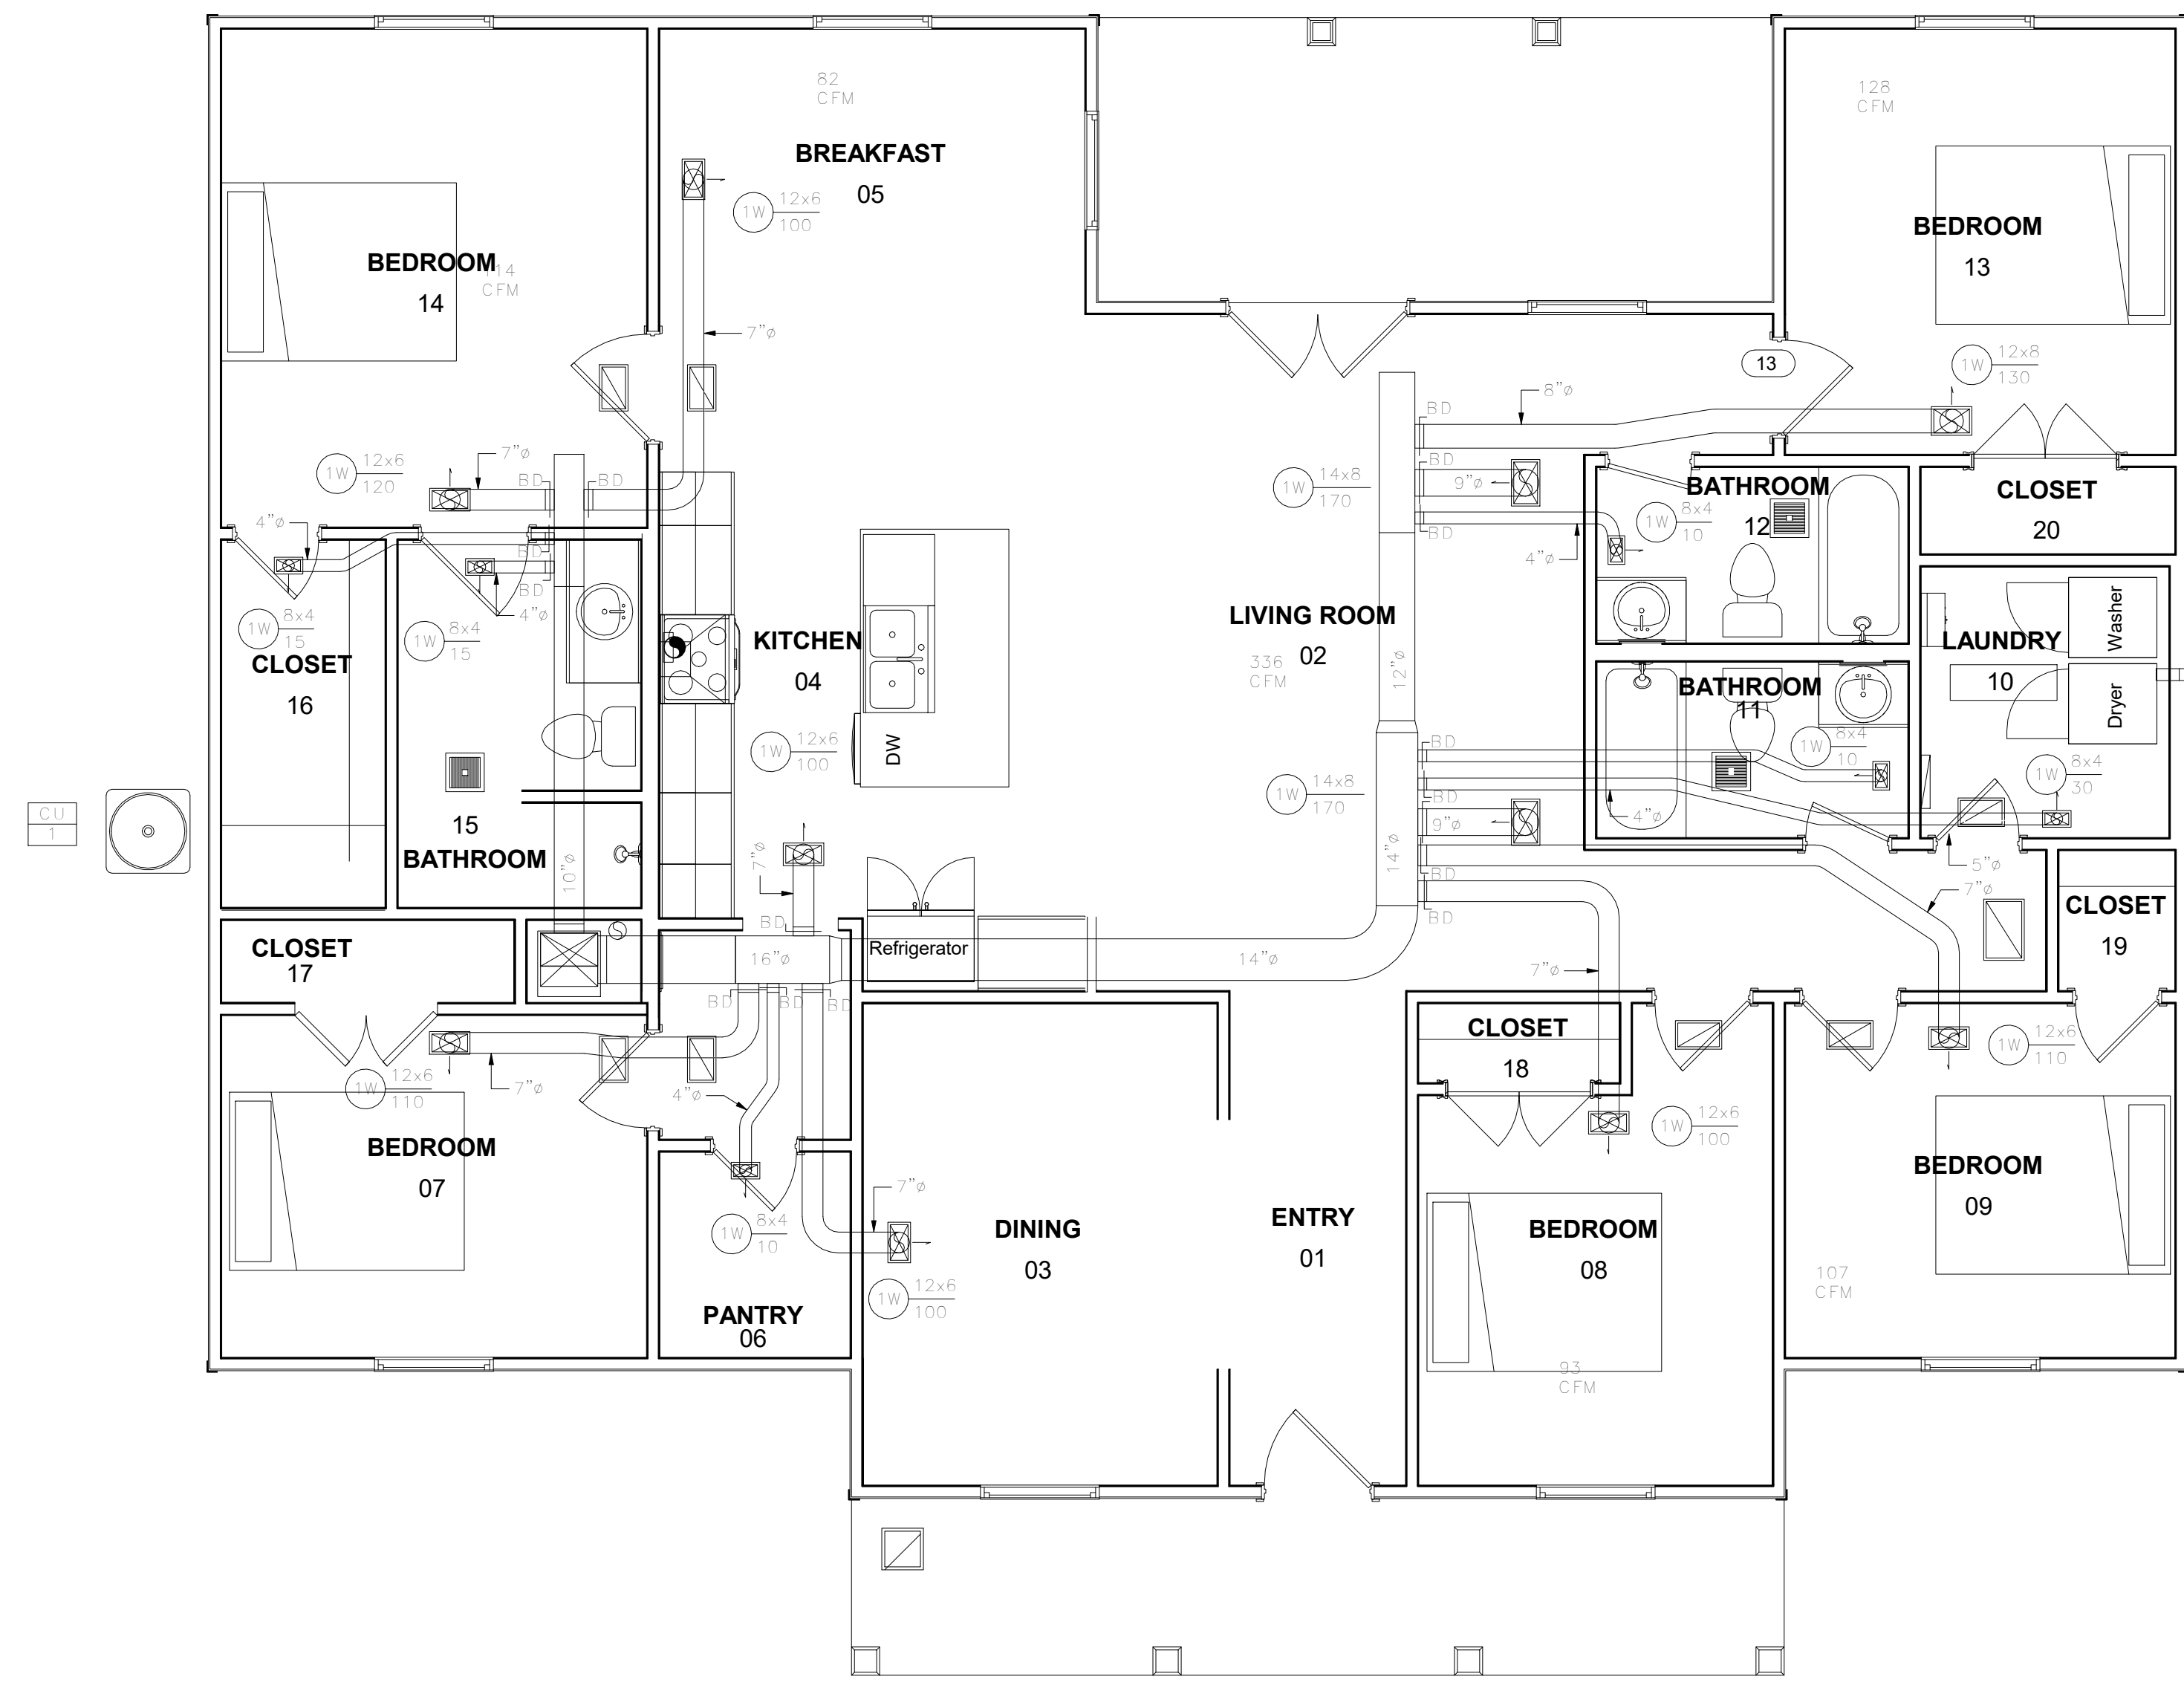 82
CFM
128
CFM
BREAKFAST
05
1W
12x6
100
BEDROOM
13
BEDROOM
14
CFM
7"ø
13
1W
12x8
130
8"ø
BD
1W
12x6
120
7"ø
BD
BD
1W
14x8
170
BD
9"ø
BATHROOM
12
1W
8x4
10
CLOSET
20
4"ø
BD
4"ø
BD
BD
4"ø
1W
8x4
15
1W
8x4
15
CLOSET
16
KITCHEN
04
LIVING ROOM
02
336
CFM
12"ø
LAUNDRY
10
Washer
Dryer
BATHROOM
11
1W
8x4
10
1W
12x6
100
DW
BD
1W
14x8
170
BD
9"ø
4"ø
1W
8x4
30
CU
1
15
BATHROOM
10"ø
7"ø
14"ø
BD
5"ø
7"ø
CLOSET
19
BD
BD
CLOSET
17
16"ø
Refrigerator
14"ø
7"ø
BD
BD
BD
1W
12x6
110
7"ø
4"ø
CLOSET
18
1W
12x6
110
1W
12x6
100
BEDROOM
07
7"ø
BEDROOM
09
1W
8x4
10
DINING
03
ENTRY
01
BEDROOM
08
1W
12x6
100
PANTRY
06
107
CFM
93
CFM